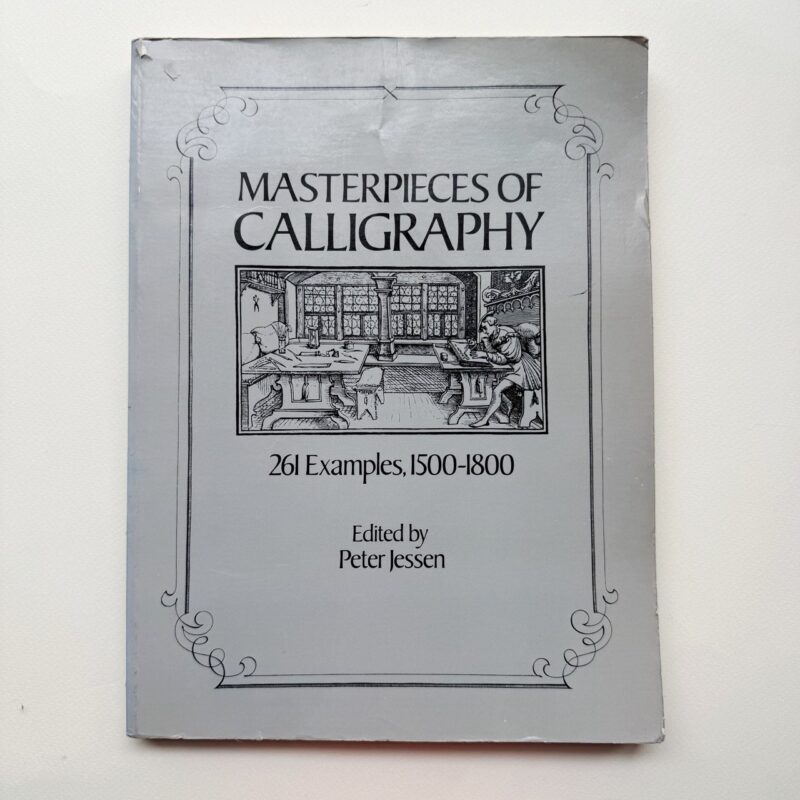 MASTERPIECES OF
CALLIGRAPHY
261 Examples, 1500-1800
Edited by
Peter Jessen